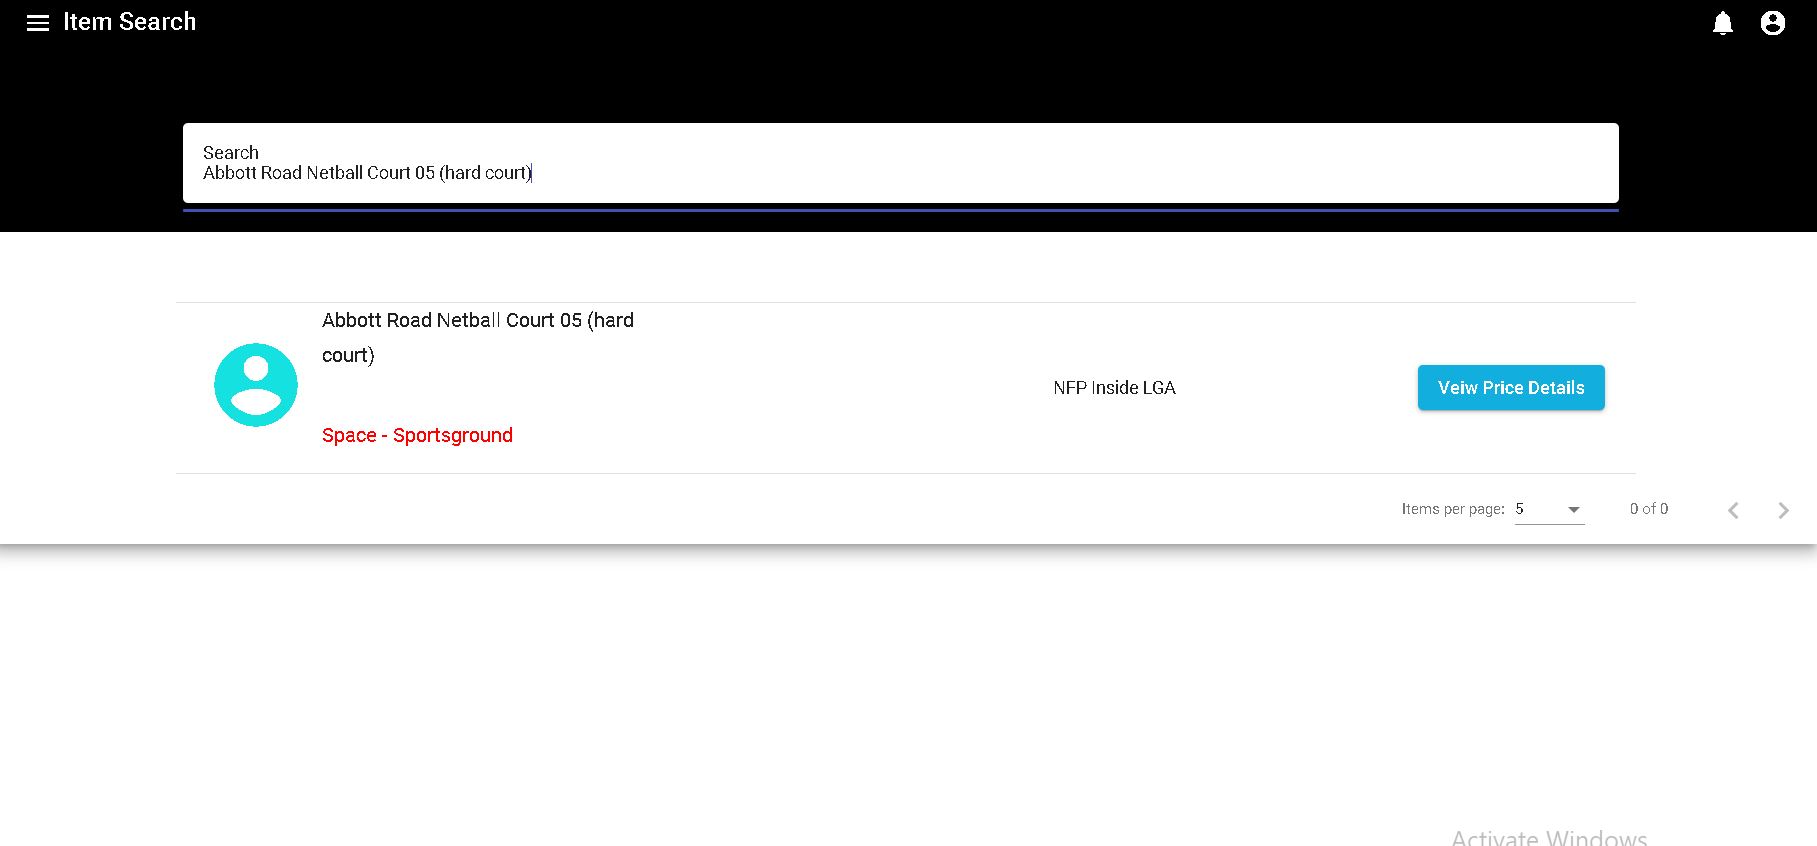 Item Search
Search
Abbott Road Netball Court 05 (hard court)
Abbott Road Netball Court 05 (hard
court)
NFP Inside LGA
Veiw Price Details
Space - Sportsground
Items per page: 5
0 of 0
Activate Windows